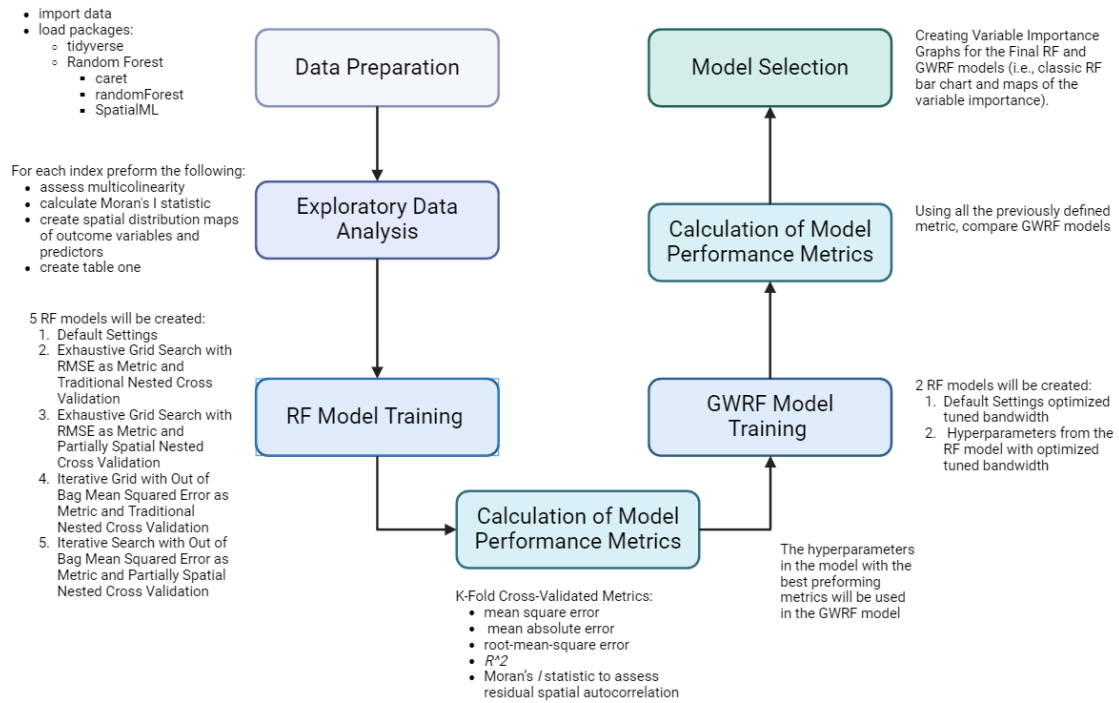 • import data
• load packages:
○ tidyverse
○ Random Forest
▪ caret
▪ randomForest
▪ SpatialML
Data Preparation
For each index preform the following:
• assess multicolinearity
• calculate Moran's I statistic
• create spatial distribution maps
of outcome variables and
predictors
• create table one
Exploratory Data
Analysis
5 RF models will be created:
1. Default Settings
2. Exhaustive Grid Search with
RMSE as Metric and
Traditional Nested Cross
Validation
3. Exhaustive Grid Search with
RMSE as Metric and
Partially Spatial Nested
Cross Validation
4. Iterative Grid with Out of
Bag Mean Squared Error as
Metric and Traditional
Nested Cross Validation
5. Iterative Search with Out of
Bag Mean Squared Error as
Metric and Partially Spatial
Nested Cross Validation
RF Model Training
Calculation of Model
Performance Metrics
K-Fold Cross-Validated Metrics:
• mean square error
• mean absolute error
• root-mean-square error
• R^2
• Moran's I statistic to assess
residual spatial autocorrelation
The hyperparameters
in the model with the
best preforming
metrics will be used
in the GWRF model
GWRF Model
Training
2 RF models will be created:
1. Default Settings optimized
tuned bandwidth
2. Hyperparameters from the
RF model with optimized
tuned bandwidth
Calculation of Model
Performance Metrics
Using all the previously defined
metric, compare GWRF models
Model Selection
Creating Variable Importance
Graphs for the Final RF and
GWRF models (i.e., classic RF
bar chart and maps of the
variable importance).